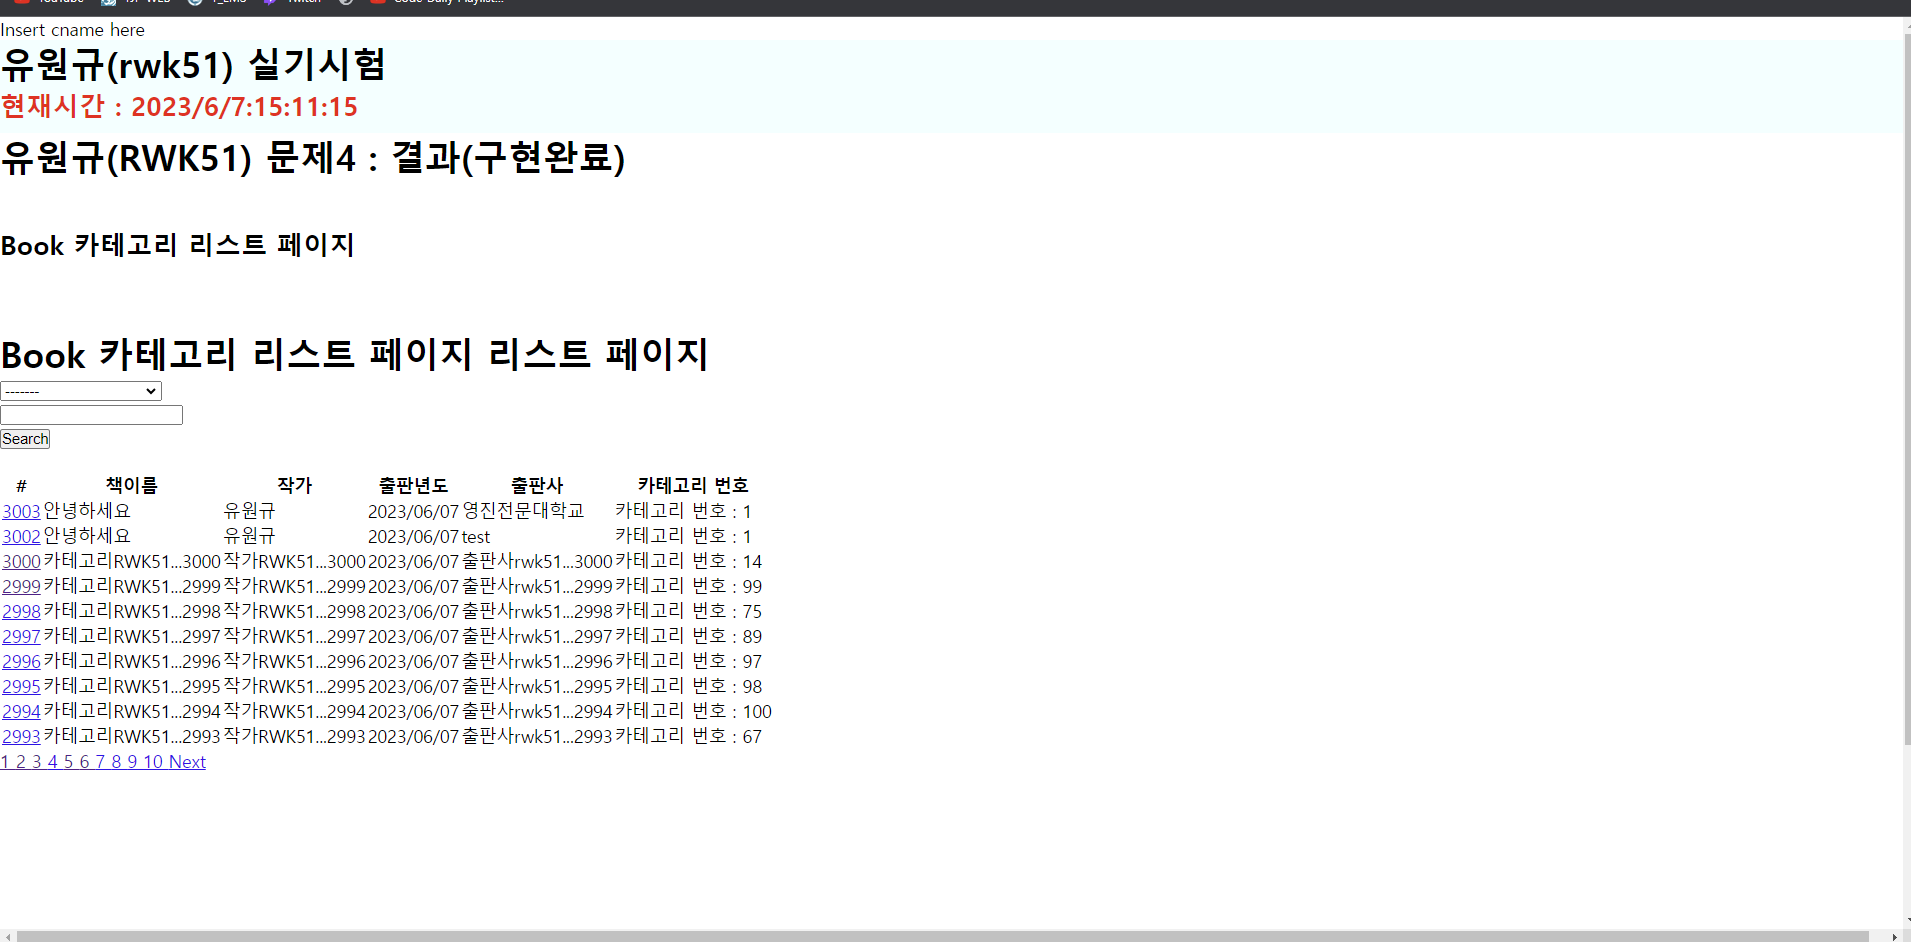 YouTube WEB Y_LMS Twitch Code Daily Playlist...
Insert cname here
유원규(rwk51) 실기시험
현재시간 : 2023/6/7:15:11:15
유원규(RWK51) 문제4 : 결과(구현완료)
Book 카테고리 리스트 페이지
Book 카테고리 리스트 페이지 리스트 페이지
-------
Search
# 책이름 작가 출판년도 출판사 카테고리 번호
3003 안녕하세요 유원규 2023/06/07 영진전문대학교 카테고리 번호 : 1
3002 안녕하세요 유원규 2023/06/07 test 카테고리 번호 : 1
3000 카테고리RWK51...3000 작가RWK51...3000 2023/06/07 출판사rwk51...3000 카테고리 번호 : 14
2999 카테고리RWK51...2999 작가RWK51...2999 2023/06/07 출판사rwk51...2999 카테고리 번호 : 99
2998 카테고리RWK51...2998 작가RWK51...2998 2023/06/07 출판사rwk51...2998 카테고리 번호 : 75
2997 카테고리RWK51...2997 작가RWK51...2997 2023/06/07 출판사rwk51...2997 카테고리 번호 : 89
2996 카테고리RWK51...2996 작가RWK51...2996 2023/06/07 출판사rwk51...2996 카테고리 번호 : 97
2995 카테고리RWK51...2995 작가RWK51...2995 2023/06/07 출판사rwk51...2995 카테고리 번호 : 98
2994 카테고리RWK51...2994 작가RWK51...2994 2023/06/07 출판사rwk51...2994 카테고리 번호 : 100
2993 카테고리RWK51...2993 작가RWK51...2993 2023/06/07 출판사rwk51...2993 카테고리 번호 : 67
1 2 3 4 5 6 7 8 9 10 Next